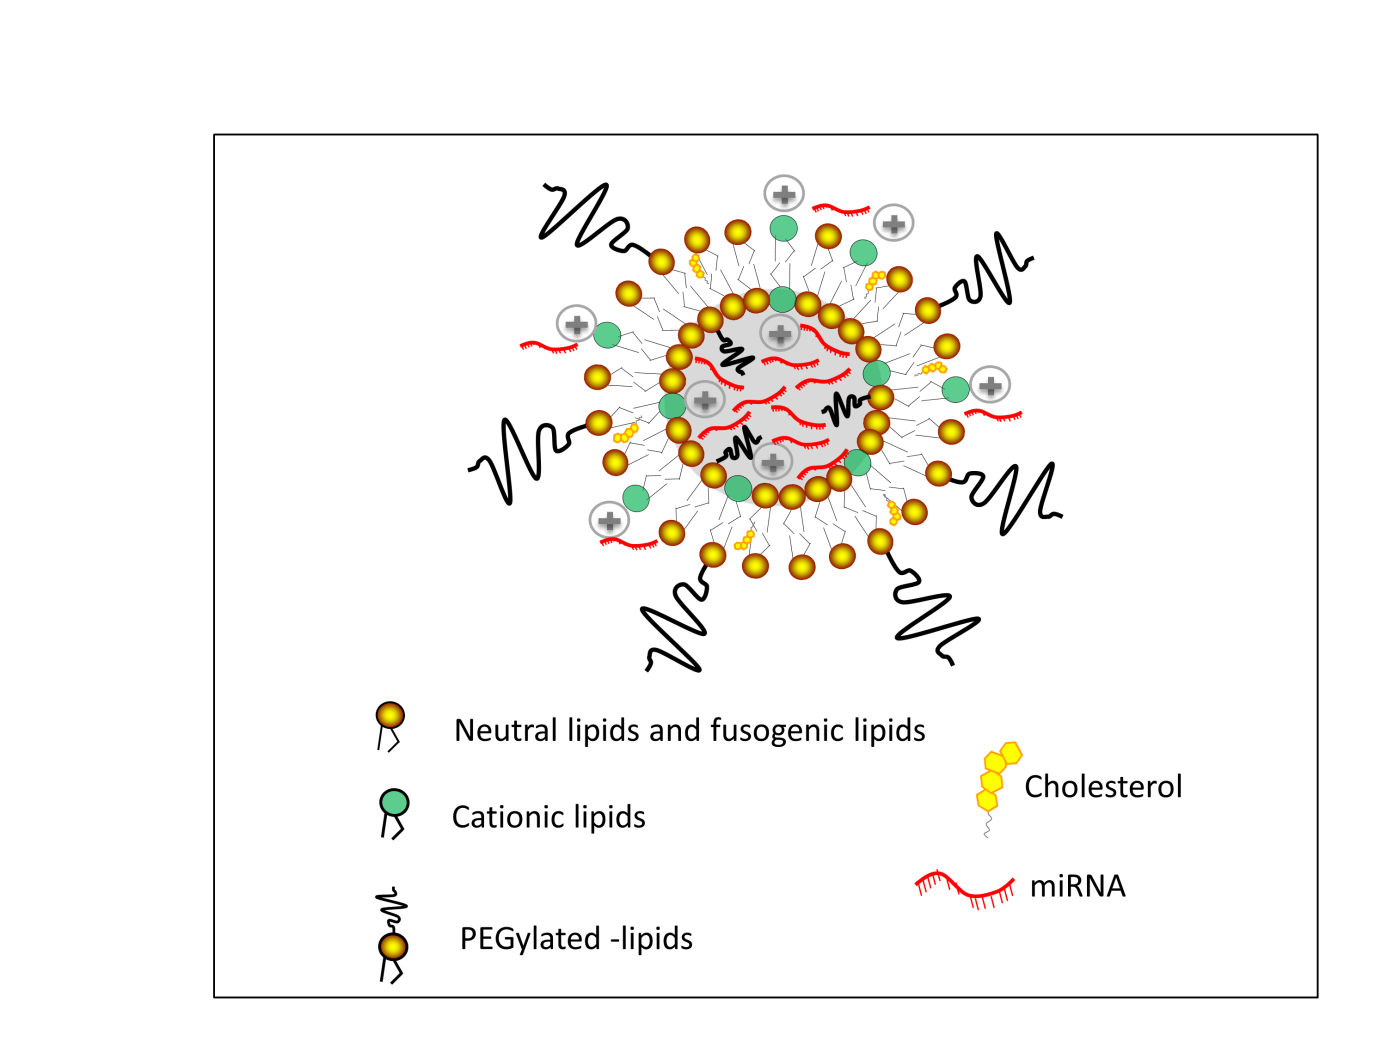 Neutral lipids and fusogenic lipids
Cationic lipids
PEGylated -lipids
Cholesterol
miRNA